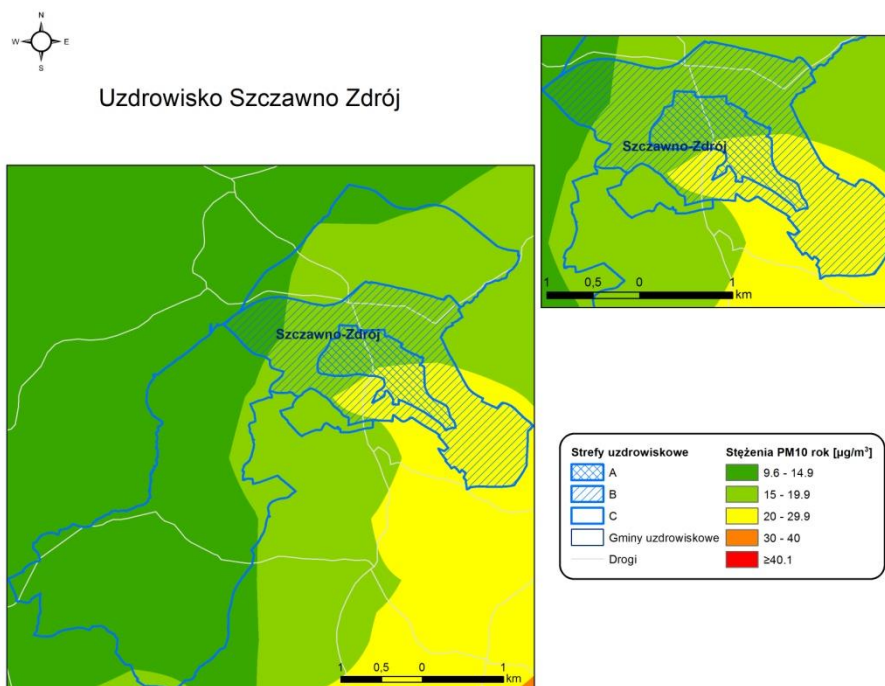 N
W E
S
Uzdrowisko Szczawno Zdrój
Szczawno-Zdrój
1 0,5 0 1
km
Szczawno-Zdrój
1 0,5 0 1
km
Strefy uzdrowiskowe
A
B
C
Gminy uzdrowiskowe
Drogi
Stężenia PM10 rok [µg/m³]
9.6 - 14.9
15 - 19.9
20 - 29.9
30 - 40
≥40.1